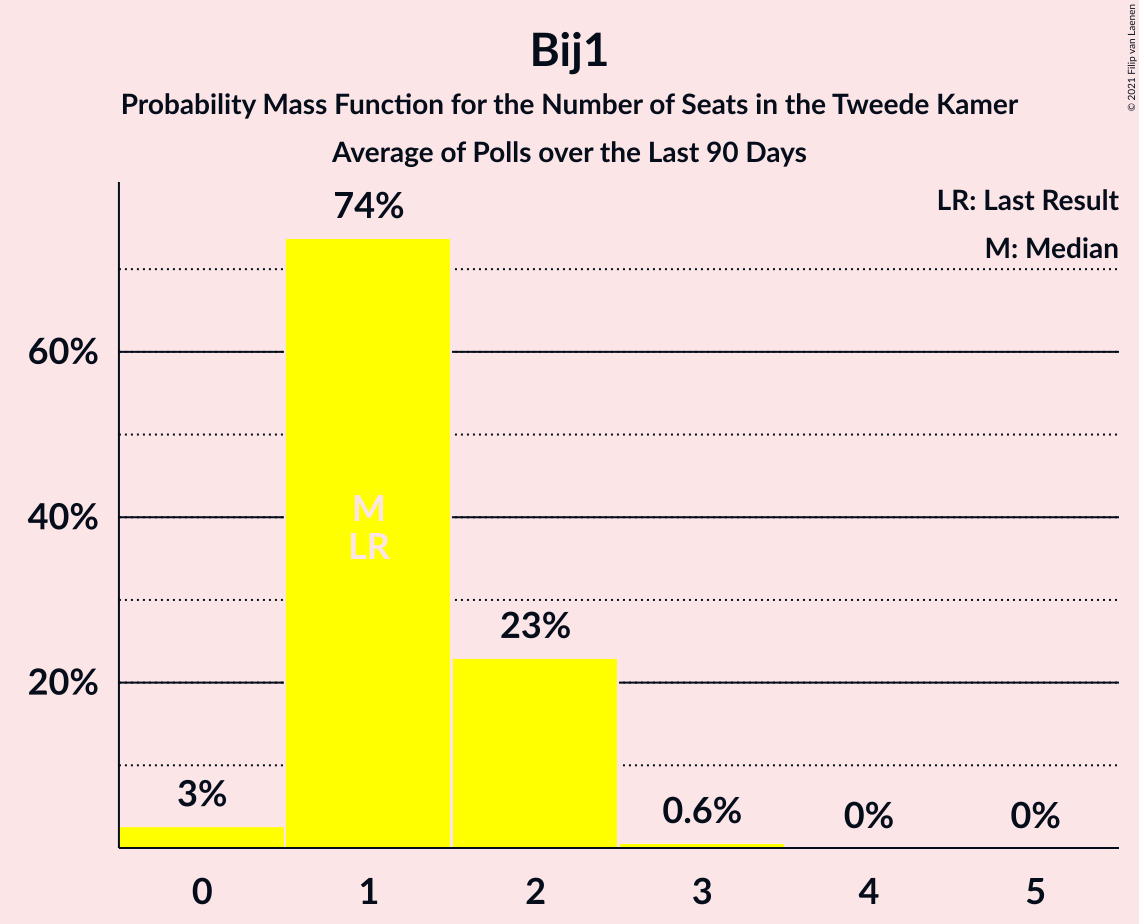 Bij1
Probability Mass Function for the Number of Seats in the Tweede Kamer
Average of Polls over the Last 90 Days
© 2021 Filip van Laenen
LR: Last Result
M: Median
74%
60%
M
40%
LR
23%
20%
3%
0.6%
0%
0%
0 1 2 3 4 5